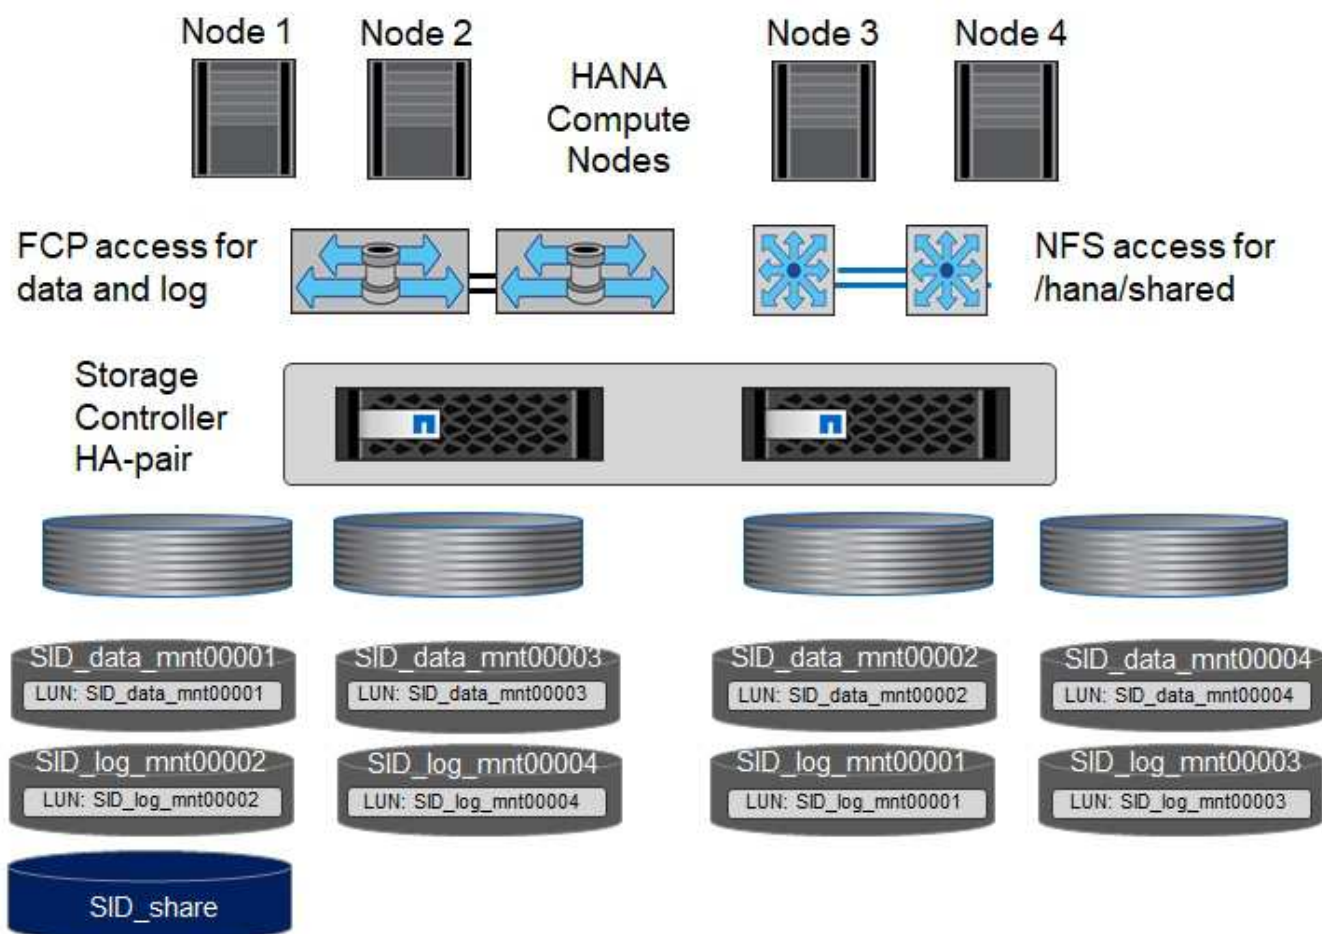 Node 1
Node 2
Node 3
Node 4
HANA
Compute
Nodes
FCP access for
data and log
NFS access for
/hana/shared
Storage
Controller
HA-pair
SID_data_mnt00001
LUN: SID_data_mnt00001
SID_data_mnt00003
LUN: SID_data_mnt00003
SID_data_mnt00002
LUN: SID_data_mnt00002
SID_data_mnt00004
LUN: SID_data_mnt00004
SID_log_mnt00002
LUN: SID_log_mnt00002
SID_log_mnt00004
LUN: SID_log_mnt00004
SID_log_mnt00001
LUN: SID_log_mnt00001
SID_log_mnt00003
LUN: SID_log_mnt00003
SID_share